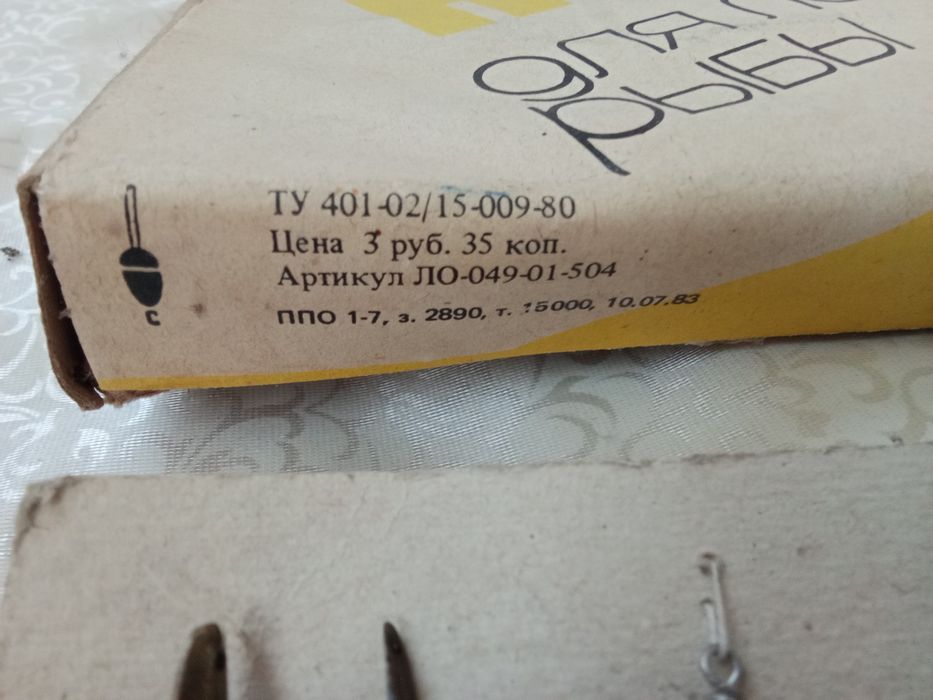 для
рыбы
ТУ 401-02/15-009-80
Цена 3 руб. 35 коп.
Артикул ЛО-049-01-504
ППО 1-7, з. 2890, т. 15000, 10.07.83
с